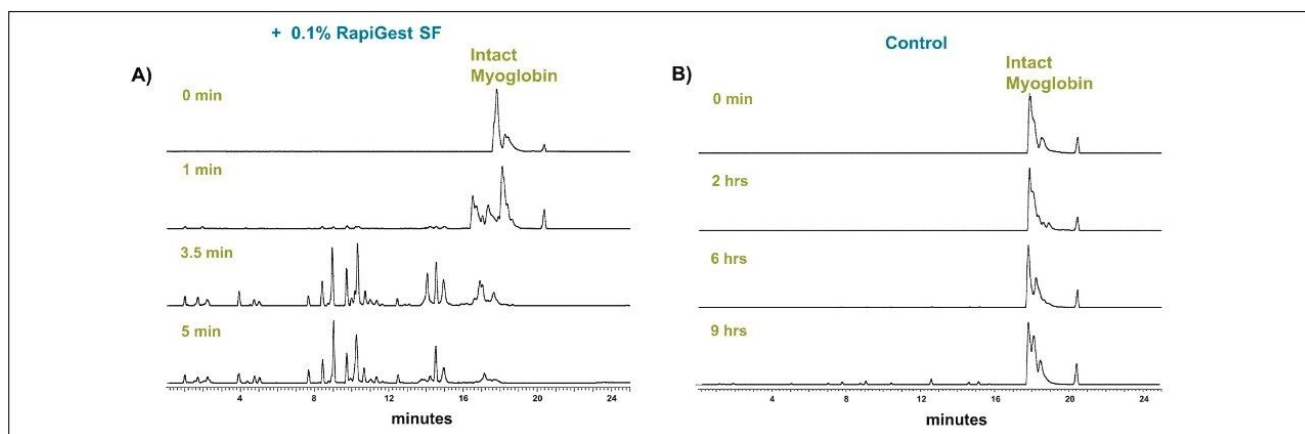 + 0.1% RapiGest SF
A)
Intact
Myoglobin
0 min
1 min
3.5 min
5 min
4 8 12 16 20 24
minutes
Control
B)
Intact
Myoglobin
0 min
2 hrs
6 hrs
9 hrs
4 8 12 16 20 24
minutes